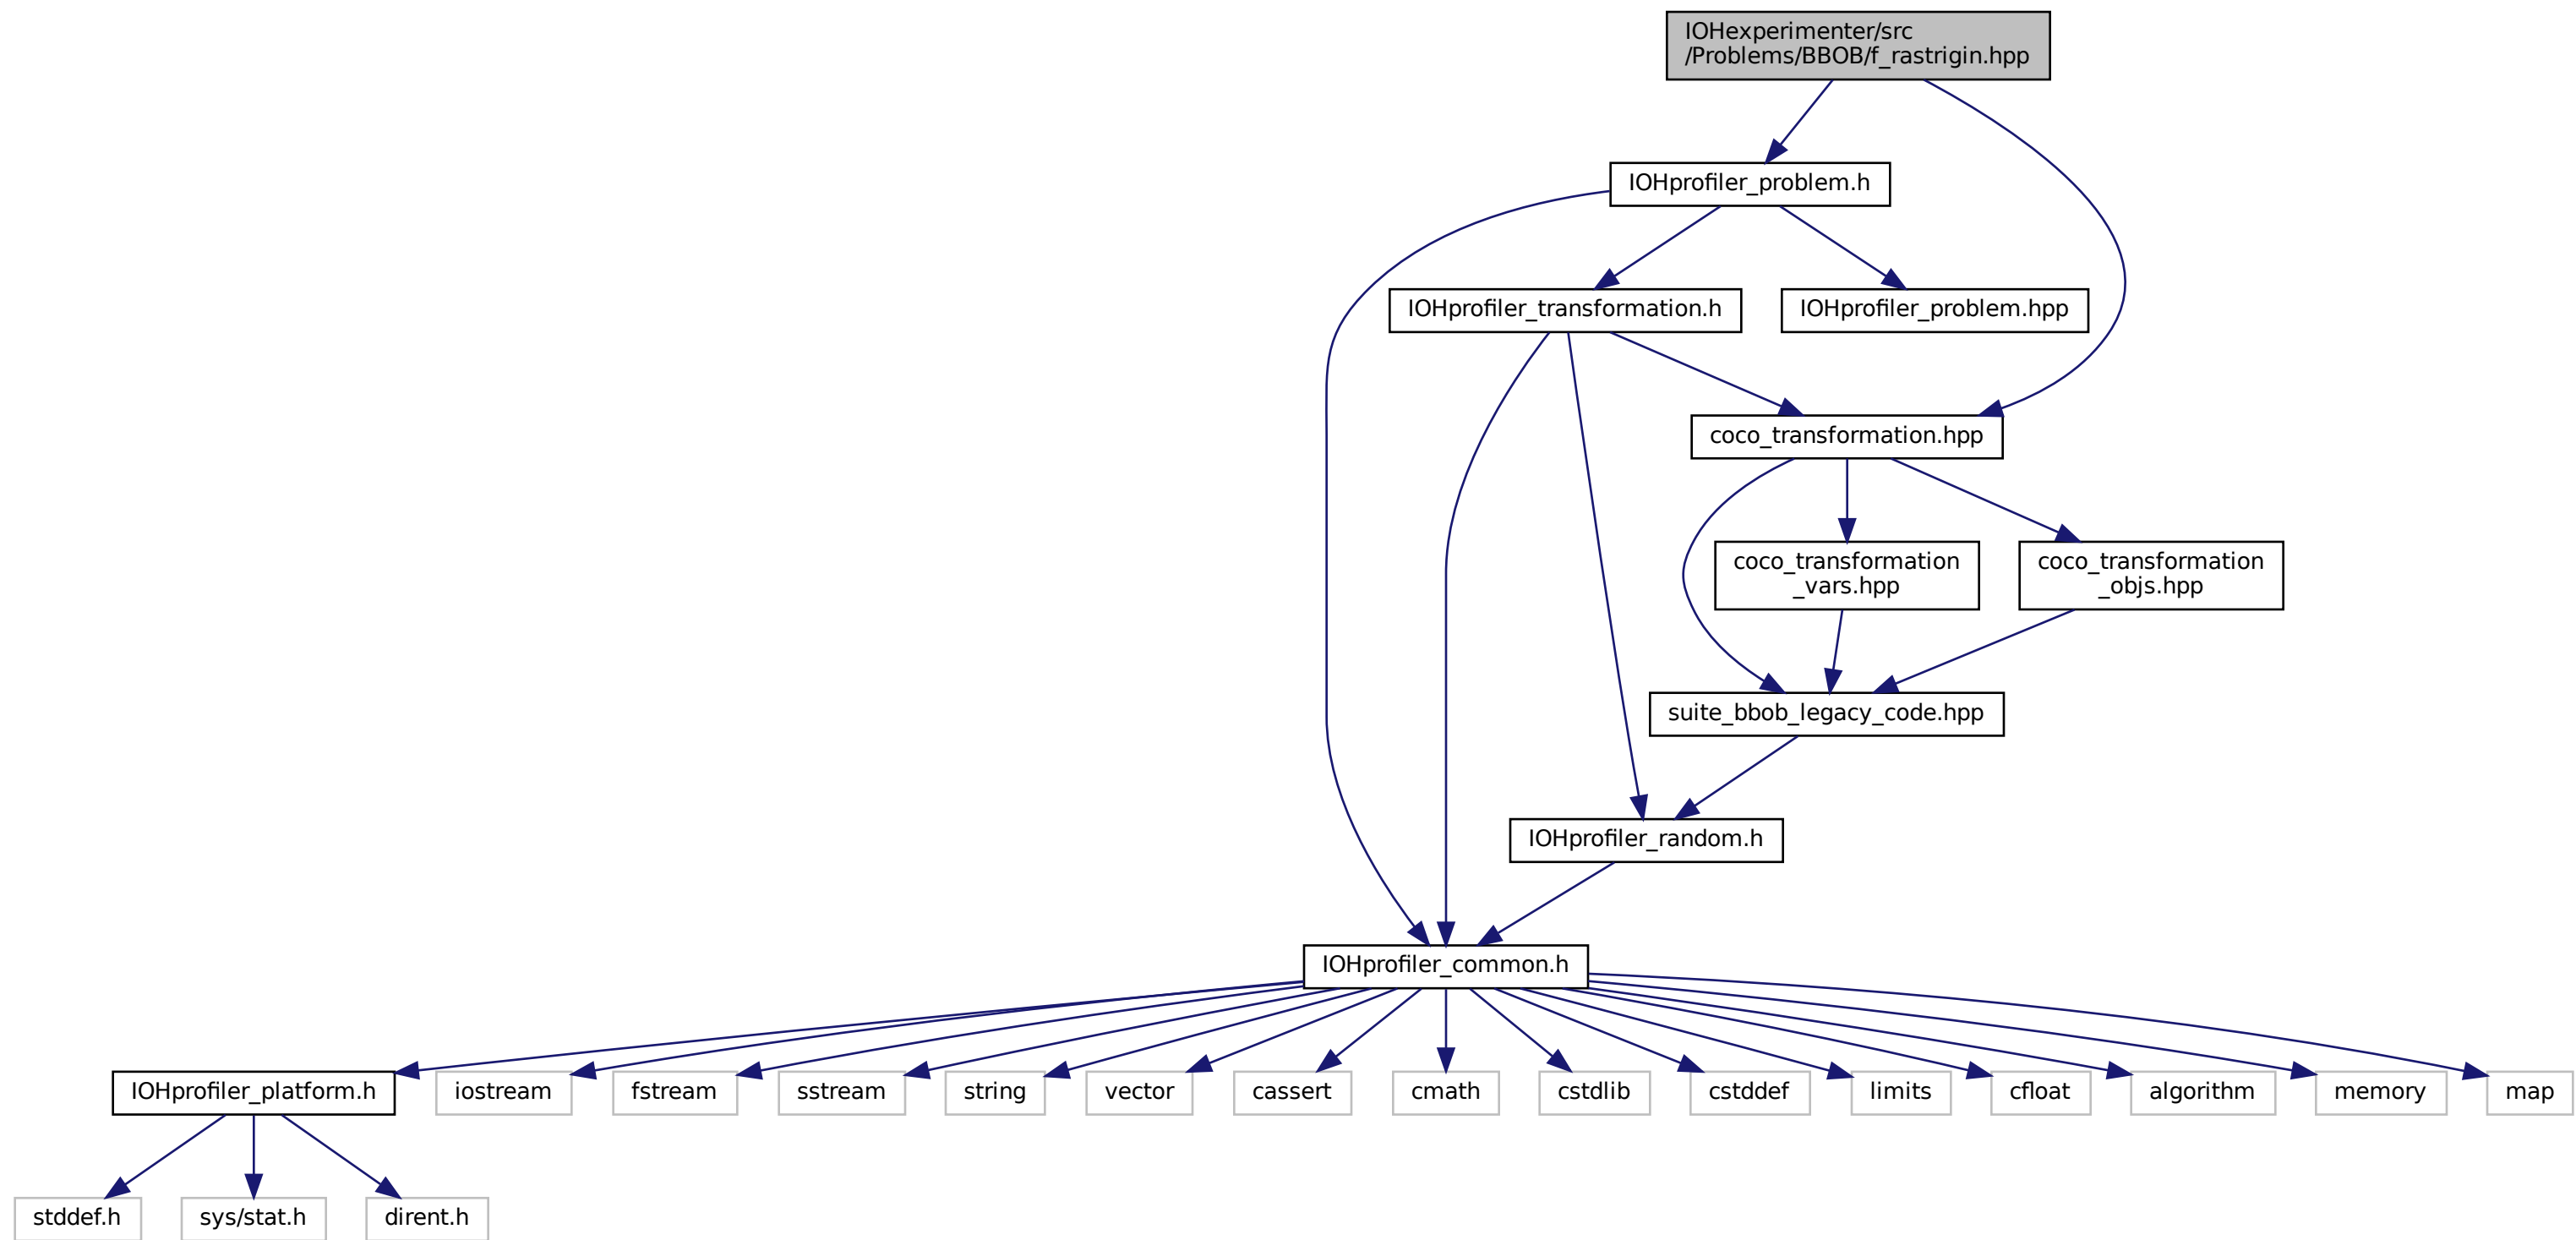 IOHexperimenter/src
/Problems/BBOB/f_rastrigin.hpp
IOHprofiler_problem.h
IOHprofiler_transformation.h
IOHprofiler_problem.hpp
coco_transformation.hpp
coco_transformation
_vars.hpp
coco_transformation
_objs.hpp
suite_bbob_legacy_code.hpp
IOHprofiler_random.h
IOHprofiler_common.h
IOHprofiler_platform.h
iostream
fstream
sstream
string
vector
cassert
cmath
cstdlib
cstddef
limits
cfloat
algorithm
memory
map
stddef.h
sys/stat.h
dirent.h